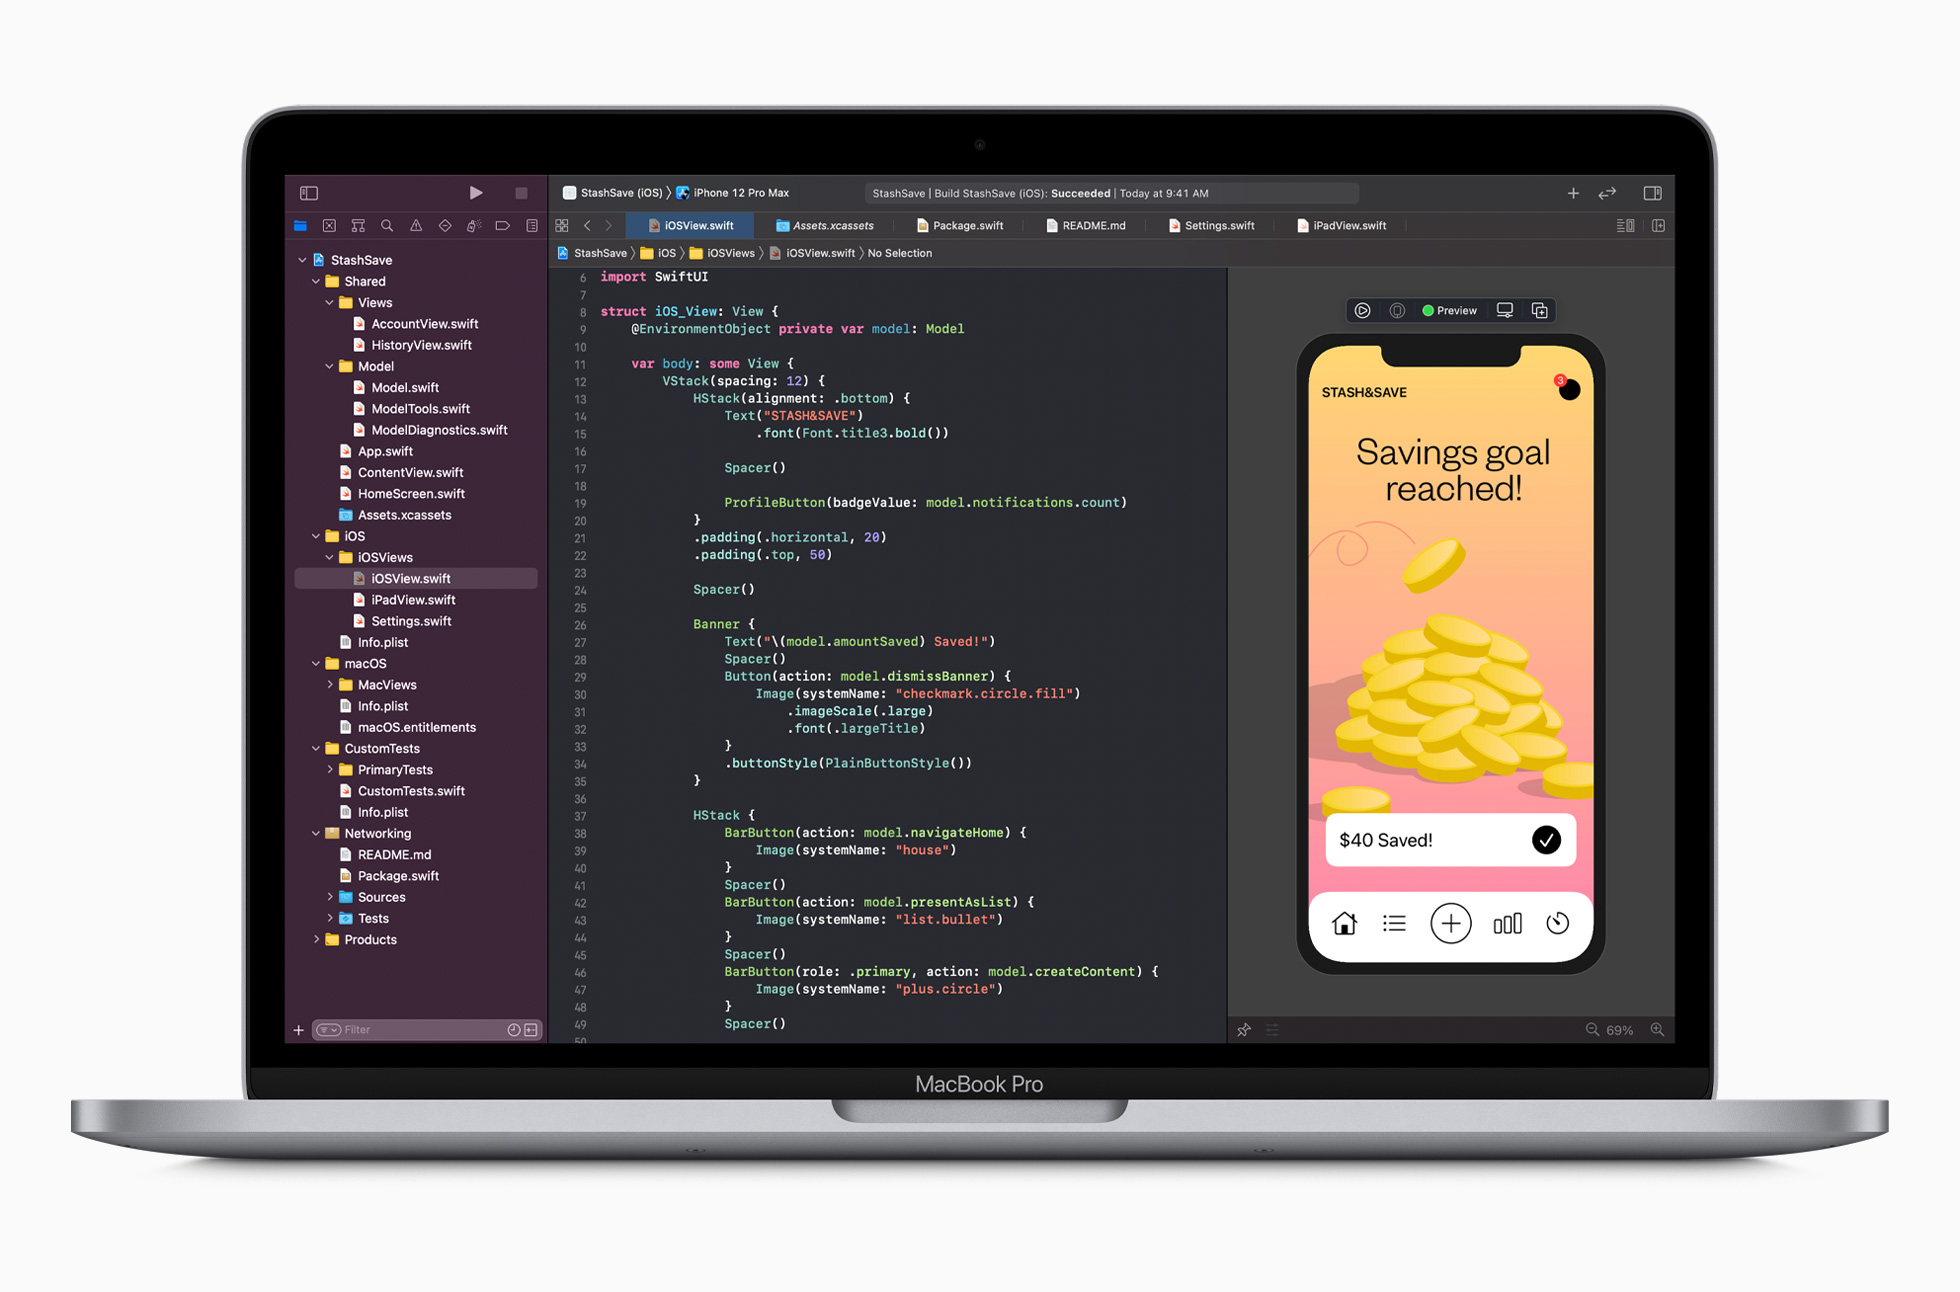 StashSave (iOS) 〉 iPhone 12 Pro Max
StashSave | Build StashSave (iOS): Succeeded | Today at 9:41 AM
iOSView.swift
Assets.xcassets
Package.swift
README.md
Settings.swift
iPadView.swift
StashSave 〉 iOS 〉 iOSViews 〉 iOSView.swift 〉 No Selection
StashSave
Shared
Views
AccountView.swift
HistoryView.swift
Model
Model.swift
ModelTools.swift
ModelDiagnostics.swift
App.swift
ContentView.swift
HomeScreen.swift
Assets.xcassets
iOS
iOSViews
iOSView.swift
iPadView.swift
Settings.swift
Info.plist
macOS
MacViews
Info.plist
macOS.entitlements
CustomTests
PrimaryTests
CustomTests.swift
Info.plist
Networking
README.md
Package.swift
Sources
Tests
Products
Filter
6 import SwiftUI
7
8 struct iOS_View: View {
9 @EnvironmentObject private var model: Model
10
11 var body: some View {
12 VStack(spacing: 12) {
13 HStack(alignment: .bottom) {
14 Text("STASH&SAVE")
15 .font(Font.title3.bold())
16
17 Spacer()
18
19 ProfileButton(badgeValue: model.notifications.count)
20 }
21 .padding(.horizontal, 20)
22 .padding(.top, 50)
23
24 Spacer()
25
26 Banner {
27 Text("\(model.amountSaved) Saved!")
28 Spacer()
29 Button(action: model.dismissBanner) {
30 Image(systemName: "checkmark.circle.fill")
31 .imageScale(.large)
32 .font(.largeTitle)
33 }
34 .buttonStyle(PlainButtonStyle())
35 }
36
37 HStack {
38 BarButton(action: model.navigateHome) {
39 Image(systemName: "house")
40 }
41 Spacer()
42 BarButton(action: model.presentAsList) {
43 Image(systemName: "list.bullet")
44 }
45 Spacer()
46 BarButton(role: .primary, action: model.createContent) {
47 Image(systemName: "plus.circle")
48 }
49 Spacer()
50
Preview
STASH&SAVE
3
Savings goal
reached!
$40 Saved!
69%
MacBook Pro